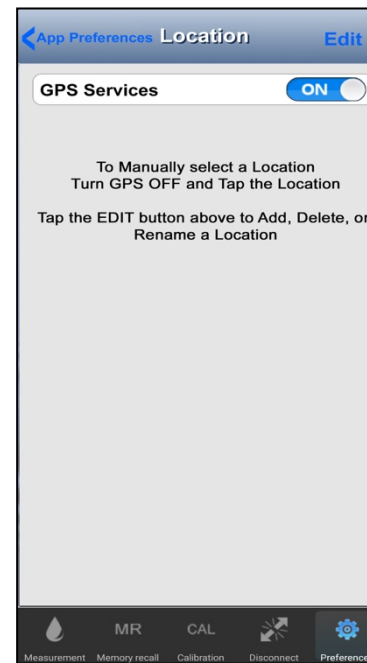 App Preferences Location Edit
GPS Services ON
To Manually select a Location
Turn GPS OFF and Tap the Location
Tap the EDIT button above to Add, Delete, or
Rename a Location
MR CAL
Measurement Memory recall Calibration Disconnect Preference